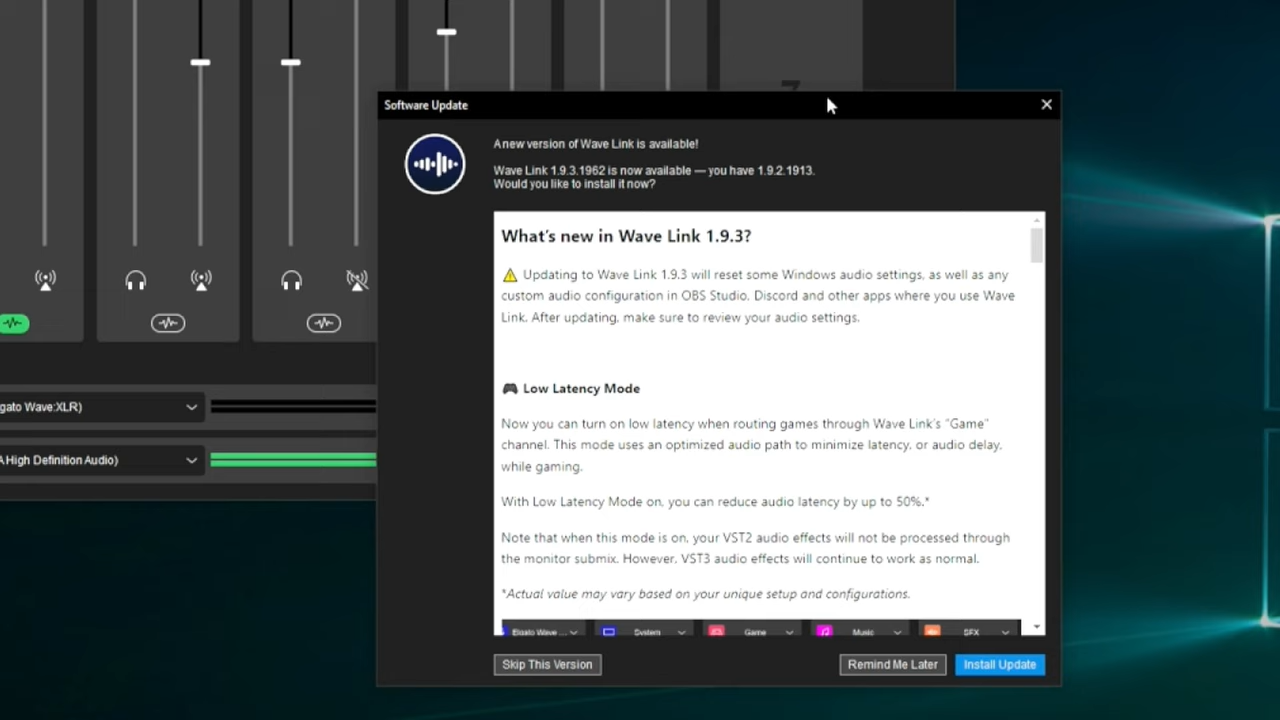 Software Update
A new version of Wave Link is available!
Wave Link 1.9.3.1962 is now available — you have 1.9.2.1913.
Would you like to install it now?
What's new in Wave Link 1.9.3?
Updating to Wave Link 1.9.3 will reset some Windows audio settings, as well as any
custom audio configuration in OBS Studio, Discord and other apps where you use Wave
Link. After updating, make sure to review your audio settings.
Low Latency Mode
Now you can turn on low latency when routing games through Wave Link's "Game"
channel. This mode uses an optimized audio path to minimize latency, or audio delay,
while gaming.
With Low Latency Mode on, you can reduce audio latency by up to 50%.*
Note that when this mode is on, your VST2 audio effects will not be processed through
the monitor submix. However, VST3 audio effects will continue to work as normal.
*Actual value may vary based on your unique setup and configurations.
Elgato Wave ... System Game Music SFX
Skip This Version Remind Me Later Install Update
gato Wave:XLR)
A High Definition Audio)